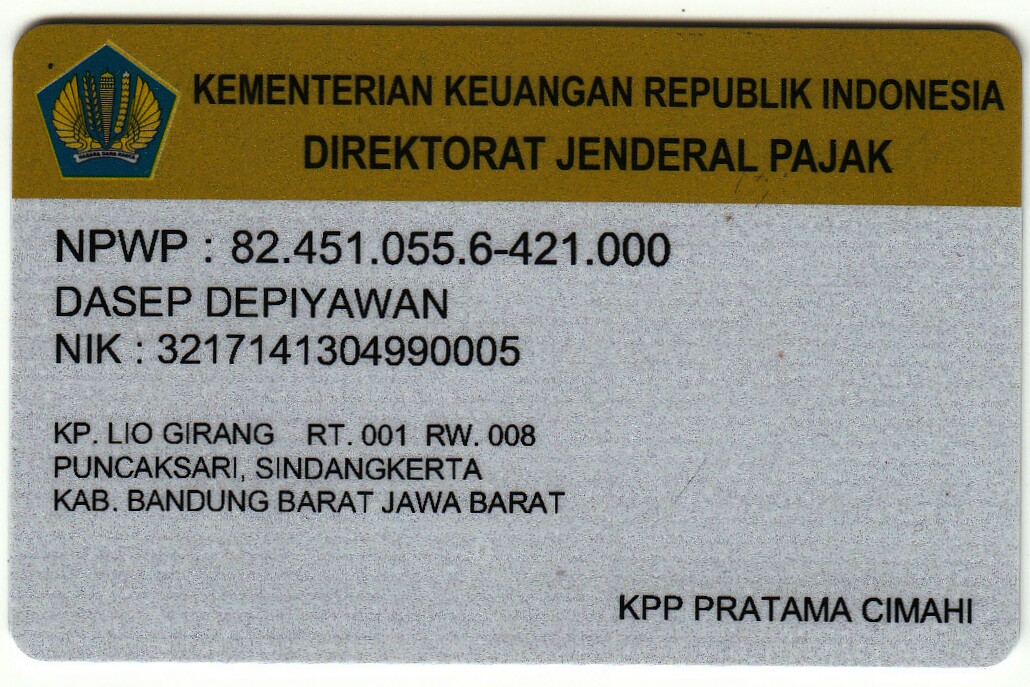 KEMENTERIAN KEUANGAN REPUBLIK INDONESIA
DIREKTORAT JENDERAL PAJAK
NPWP : 82.451.055.6-421.000
DASEP DEPIYAWAN
NIK : 3217141304990005
KP. LIO GIRANG RT. 001 RW. 008
PUNCAKSARI, SINDANGKERTA
KAB. BANDUNG BARAT JAWA BARAT
KPP PRATAMA CIMAHI